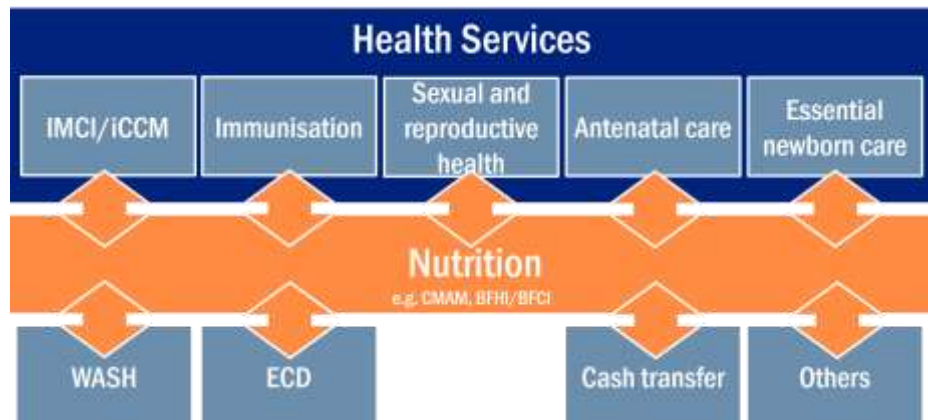 Health Services
IMCI/iCCM
Immunisation
Sexual and
reproductive
health
Antenatal care
Essential
newborn care
Nutrition
e.g. CMAM, BFHI/BFCI
WASH
ECD
Cash transfer
Others